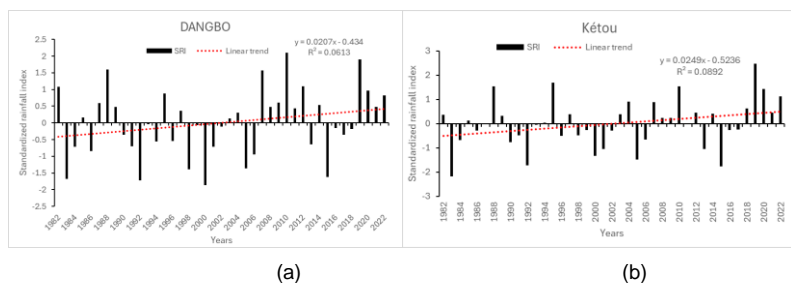 DANGBO
y = 0.0207x - 0.434
R² = 0.0613
SRI
Linear trend
Standardized rainfall index
2.5
2
1.5
1
0.5
0
-0.5
-1
-1.5
-2
-2.5
1982 1984 1986 1988 1990 1992 1994 1996 1998 2000 2002 2004 2006 2008 2010 2012 2014 2016 2018 2020 2022
Years
(a)
Kétou
SRI
Linear trend
y = 0.0249x - 0.5236
R² = 0.0892
Standardized rainfall index
3
2
1
0
-1
-2
-3
1982 1984 1986 1988 1990 1992 1994 1996 1998 2000 2002 2004 2006 2008 2010 2012 2014 2016 2018 2020 2022
Years
(b)